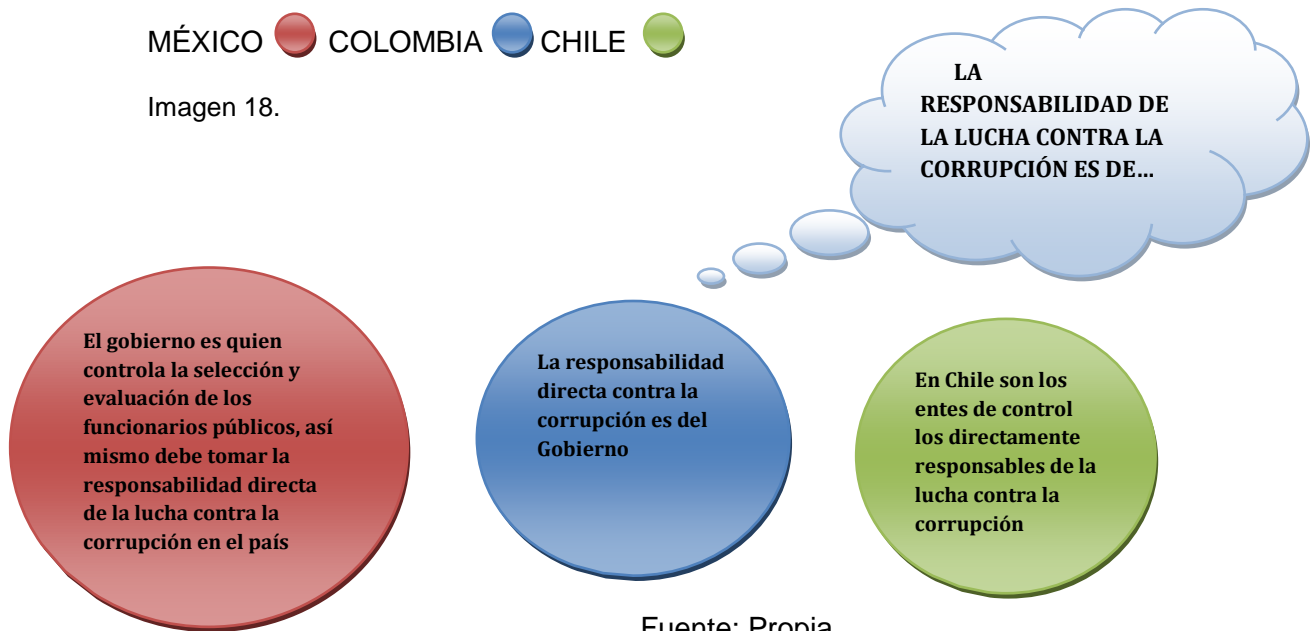 MÉXICO COLOMBIA CHILE
Imagen 18.
LA
RESPONSABILIDAD DE
LA LUCHA CONTRA LA
CORRUPCIÓN ES DE...
El gobierno es quien
controla la selección y
evaluación de los
funcionarios públicos, así
mismo debe tomar la
responsabilidad directa
de la lucha contra la
corrupción en el país
La responsabilidad
directa contra la
corrupción es del
Gobierno
En Chile son los
entes de control
los directamente
responsables de la
lucha contra la
corrupción
Fuente: Propia